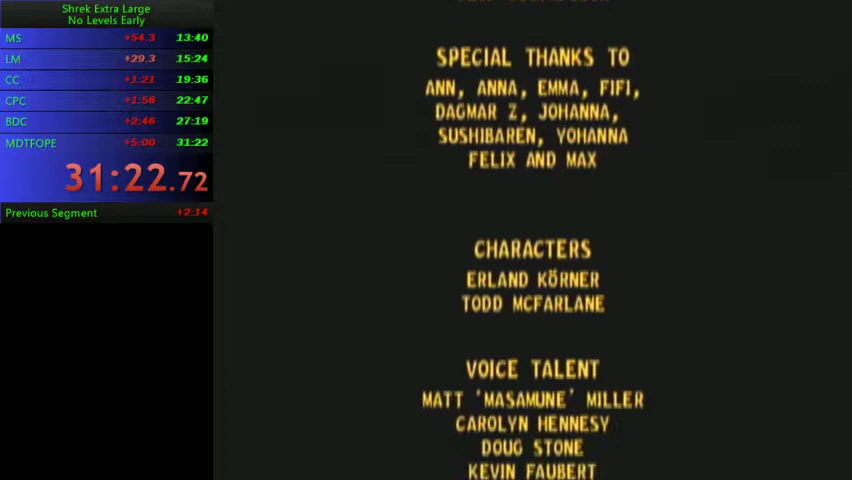 Shrek Extra Large
No Levels Early
MS +54.3 13:40
LM +29.3 15:24
CC +1:21 19:36
CPC +1:58 22:47
BDC +2:46 27:19
MDTFOPE +5:00 31:22
31:22.72
Previous Segment +2:14
SPECIAL THANKS TO
ANN, ANNA, EMMA, FIFI,
DAGMAR Z, JOHANNA,
SUSHIBAREN, YOHANNA
FELIX AND MAX
CHARACTERS
ERLAND KÖRNER
TODD MCFARLANE
VOICE TALENT
MATT 'MASAMUNE' MILLER
CAROLYN HENNESY
DOUG STONE
KEVIN FAUBERT